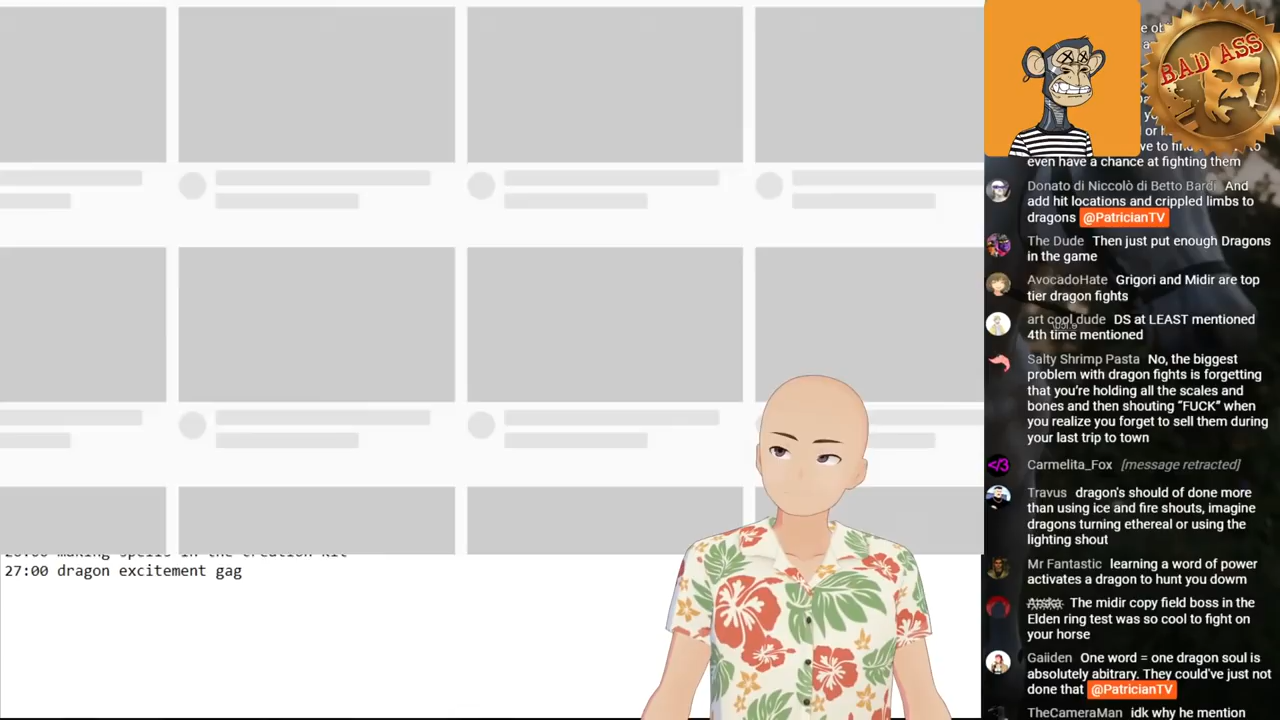 27:00 dragon excitement gag
BAD ASS
even have a chance at fighting them
Donato di Niccolò di Betto Bardi And
add hit locations and crippled limbs to
dragons @PatricianTV
The Dude Then just put enough Dragons
in the game
AvocadoHate Grigori and Midir are top
tier dragon fights
art cool dude DS at LEAST mentioned
4th time mentioned
Salty Shrimp Pasta No, the biggest
problem with dragon fights is forgetting
that you're holding all the scales and
bones and then shouting “FUCK” when
you realize you forget to sell them during
your last trip to town
Carmelita_Fox [message retracted]
Travus dragon's should of done more
than using ice and fire shouts, imagine
dragons turning ethereal or using the
lighting shout
Mr Fantastic learning a word of power
activates a dragon to hunt you dowm
The midir copy field boss in the
Elden ring test was so cool to fight on
your horse
Gaiiden One word = one dragon soul is
absolutely abitrary. They could've just not
done that @PatricianTV
TheCameraMan idk why he mention